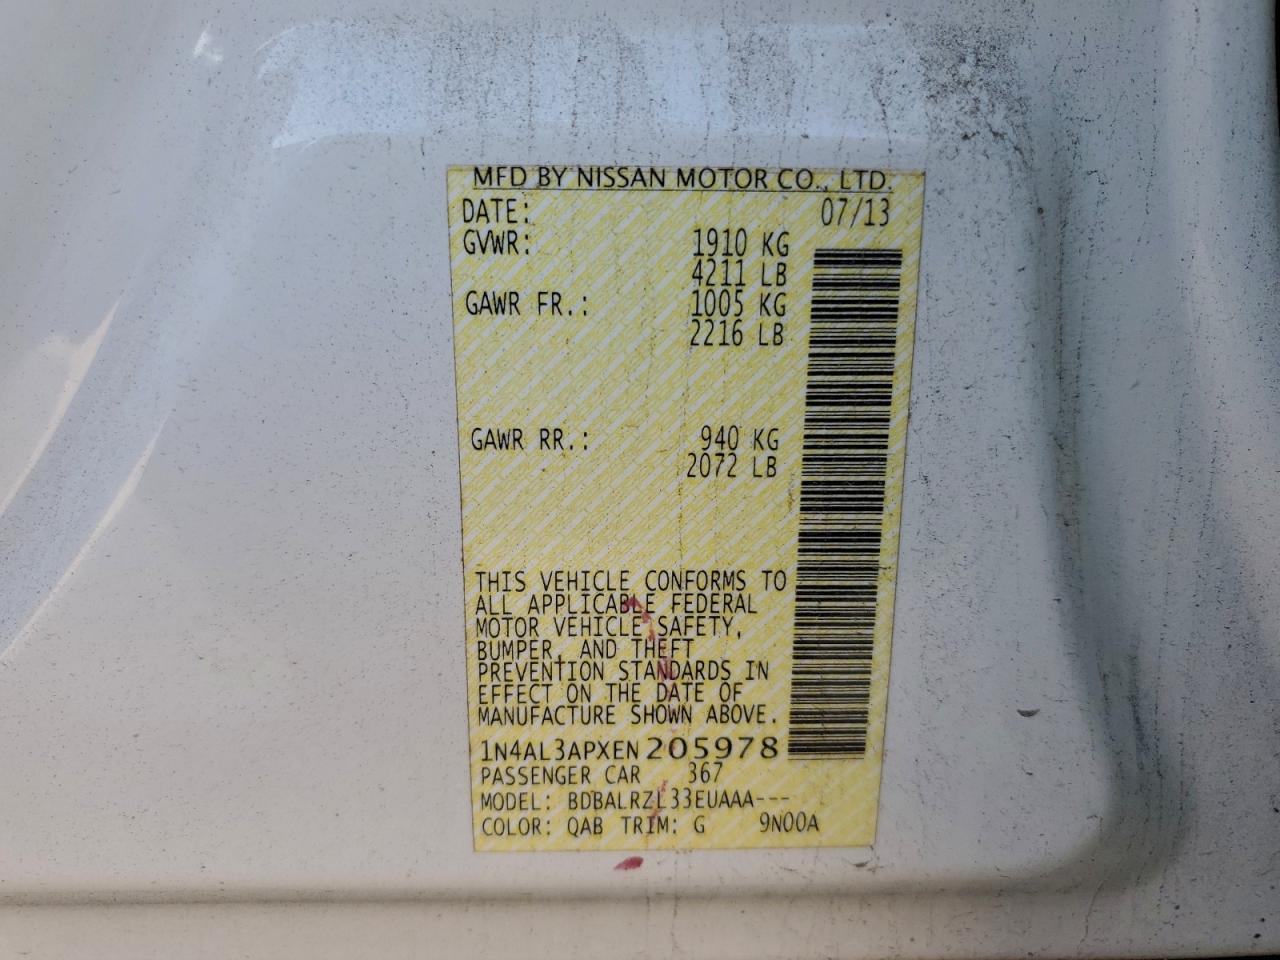 MFD BY NISSAN MOTOR CO., LTD.
DATE: 07/13
GVWR: 1910 KG
4211 LB
GAWR FR.: 1005 KG
2216 LB
GAWR RR.: 940 KG
2072 LB
THIS VEHICLE CONFORMS TO
ALL APPLICABLE FEDERAL
MOTOR VEHICLE SAFETY,
BUMPER, AND THEFT
PREVENTION STANDARDS IN
EFFECT ON THE DATE OF
MANUFACTURE SHOWN ABOVE.
1N4AL3APXEN205978
PASSENGER CAR 367
MODEL: BDBALRZL33EUAAA---
COLOR: QAB TRIM: G 9N00A